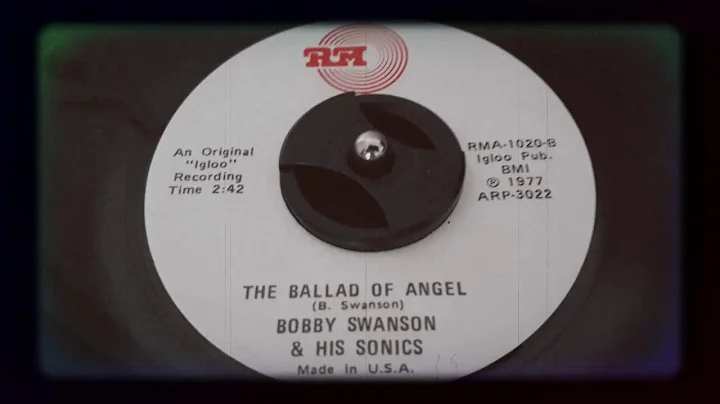 RM
An Original
"Igloo"
Recording
Time 2:42
RMA-1020-B
Igloo Pub.
BMI
℗ 1977
ARP-3022
THE BALLAD OF ANGEL
(B. Swanson)
BOBBY SWANSON
& HIS SONICS
Made In U.S.A.